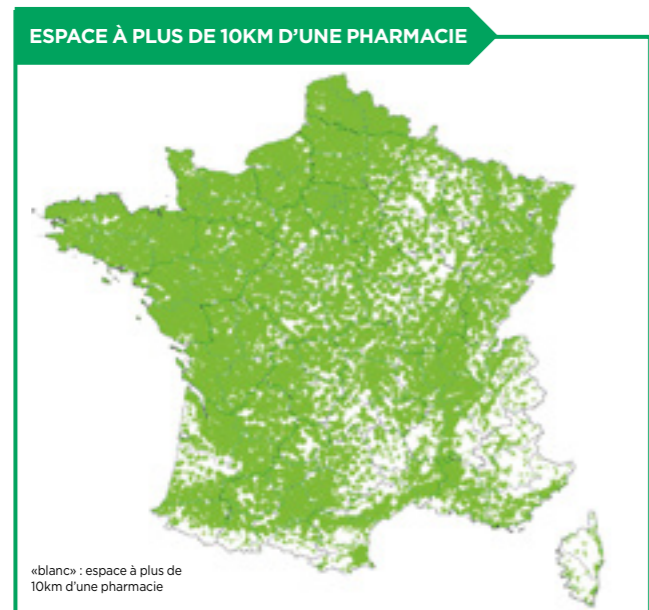 ESPACE À PLUS DE 10KM D’UNE PHARMACIE
«blanc» : espace à plus de
10km d’une pharmacie